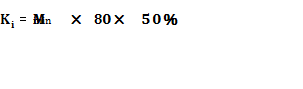 Ki = Mn × 80 × 50%